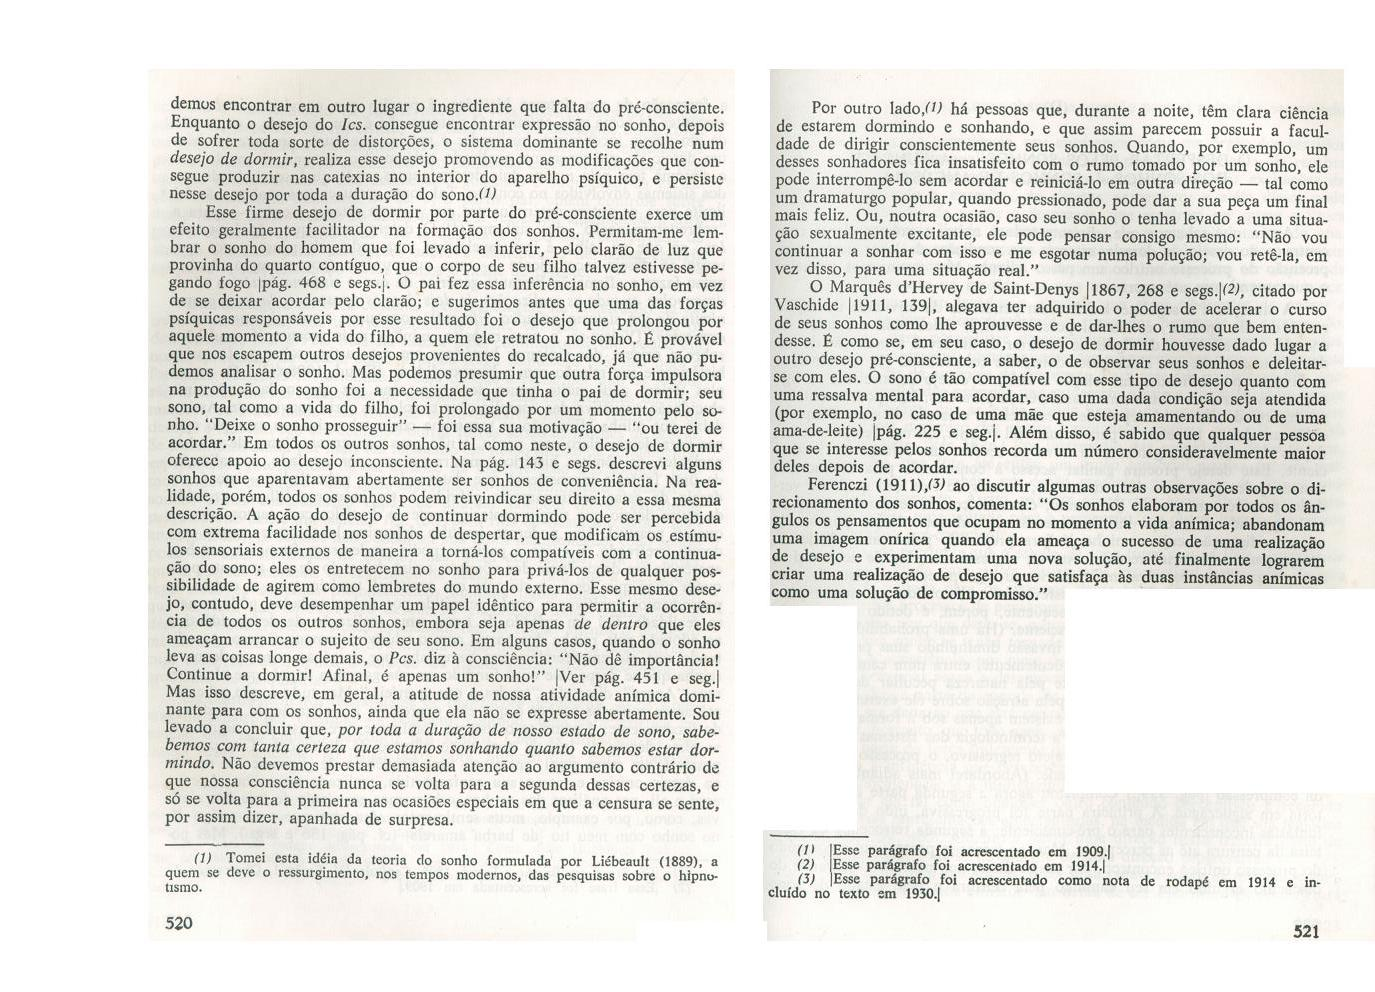 demos encontrar em outro lugar o ingrediente que falta do pré-consciente.
Enquanto o desejo do Ics. consegue encontrar expressão no sonho, depois
de sofrer toda sorte de distorções, o sistema dominante se recolhe num
desejo de dormir, realiza esse desejo promovendo as modificações que con-
segue produzir nas catexias no interior do aparelho psíquico, e persiste
nesse desejo por toda a duração do sono.(1)
Esse firme desejo de dormir por parte do pré-consciente exerce um
efeito geralmente facilitador na formação dos sonhos. Permitam-me lem-
brar o sonho do homem que foi levado a inferir, pelo clarão de luz que
provinha do quarto contíguo, que o corpo de seu filho talvez estivesse pe-
gando fogo |pág. 468 e segs.|. O pai fez essa inferência no sonho, em vez
de se deixar acordar pelo clarão; e sugerimos antes que uma das forças
psíquicas responsáveis por esse resultado foi o desejo que prolongou por
aquele momento a vida do filho, a quem ele retratou no sonho. É provável
que nos escapem outros desejos provenientes do recalcado, já que não pu-
demos analisar o sonho. Mas podemos presumir que outra força impulsora
na produção do sonho foi a necessidade que tinha o pai de dormir; seu
sono, tal como a vida do filho, foi prolongado por um momento pelo so-
nho. “Deixe o sonho prosseguir” — foi essa sua motivação — “ou terei de
acordar.” Em todos os outros sonhos, tal como neste, o desejo de dormir
oferece apoio ao desejo inconsciente. Na pág. 143 e segs. descrevi alguns
sonhos que aparentavam abertamente ser sonhos de conveniência. Na rea-
lidade, porém, todos os sonhos podem reivindicar seu direito a essa mesma
descrição. A ação do desejo de continuar dormindo pode ser percebida
com extrema facilidade nos sonhos de despertar, que modificam os estímu-
los sensoriais externos de maneira a torná-los compatíveis com a continua-
ção do sono; eles os entretecem no sonho para privá-los de qualquer pos-
sibilidade de agirem como lembretes do mundo externo. Esse mesmo dese-
jo, contudo, deve desempenhar um papel idêntico para permitir a ocorrên-
cia de todos os outros sonhos, embora seja apenas de dentro que eles
ameaçam arrancar o sujeito de seu sono. Em alguns casos, quando o sonho
leva as coisas longe demais, o Pcs. diz à consciência: “Não dê importância!
Continue a dormir! Afinal, é apenas um sonho!” |Ver pág. 451 e seg.|
Mas isso descreve, em geral, a atitude de nossa atividade anímica domi-
nante para com os sonhos, ainda que ela não se expresse abertamente. Sou
levado a concluir que, por toda a duração de nosso estado de sono, sabe-
bemos com tanta certeza que estamos sonhando quanto sabemos estar dor-
mindo. Não devemos prestar demasiada atenção ao argumento contrário de
que nossa consciência nunca se volta para a segunda dessas certezas, e
só se volta para a primeira nas ocasiões especiais em que a censura se sente,
por assim dizer, apanhada de surpresa.
(1) Tomei esta idéia da teoria do sonho formulada por Liébeault (1889), a
quem se deve o ressurgimento, nos tempos modernos, das pesquisas sobre o hipno-
tismo.
520
Por outro lado,(1) há pessoas que, durante a noite, têm clara ciência
de estarem dormindo e sonhando, e que assim parecem possuir a facul-
dade de dirigir conscientemente seus sonhos. Quando, por exemplo, um
desses sonhadores fica insatisfeito com o rumo tomado por um sonho, ele
pode interrompê-lo sem acordar e reiniciá-lo em outra direção — tal como
um dramaturgo popular, quando pressionado, pode dar a sua peça um final
mais feliz. Ou, noutra ocasião, caso seu sonho o tenha levado a uma situa-
ção sexualmente excitante, ele pode pensar consigo mesmo: “Não vou
continuar a sonhar com isso e me esgotar numa polução; vou retê-la, em
vez disso, para uma situação real.”
O Marquês d’Hervey de Saint-Denys |1867, 268 e segs.|(2), citado por
Vaschide |1911, 139|, alegava ter adquirido o poder de acelerar o curso
de seus sonhos como lhe aprouvesse e de dar-lhes o rumo que bem enten-
desse. É como se, em seu caso, o desejo de dormir houvesse dado lugar a
outro desejo pré-consciente, a saber, o de observar seus sonhos e deleitar-
se com eles. O sono é tão compatível com esse tipo de desejo quanto com
uma ressalva mental para acordar, caso uma dada condição seja atendida
(por exemplo, no caso de uma mãe que esteja amamentando ou de uma
ama-de-leite) |pág. 225 e seg.|. Além disso, é sabido que qualquer pessoa
que se interesse pelos sonhos recorda um número consideravelmente maior
deles depois de acordar.
Ferenczi (1911),(3) ao discutir algumas outras observações sobre o di-
recionamento dos sonhos, comenta: “Os sonhos elaboram por todos os ân-
gulos os pensamentos que ocupam no momento a vida anímica; abandonam
uma imagem onírica quando ela ameaça o sucesso de uma realização
de desejo e experimentam uma nova solução, até finalmente lograrem
criar uma realização de desejo que satisfaça às duas instâncias anímicas
como uma solução de compromisso.”
(1) |Esse parágrafo foi acrescentado em 1909.|
(2) |Esse parágrafo foi acrescentado em 1914.|
(3) |Esse parágrafo foi acrescentado como nota de rodapé em 1914 e in-
cluído no texto em 1930.|
521